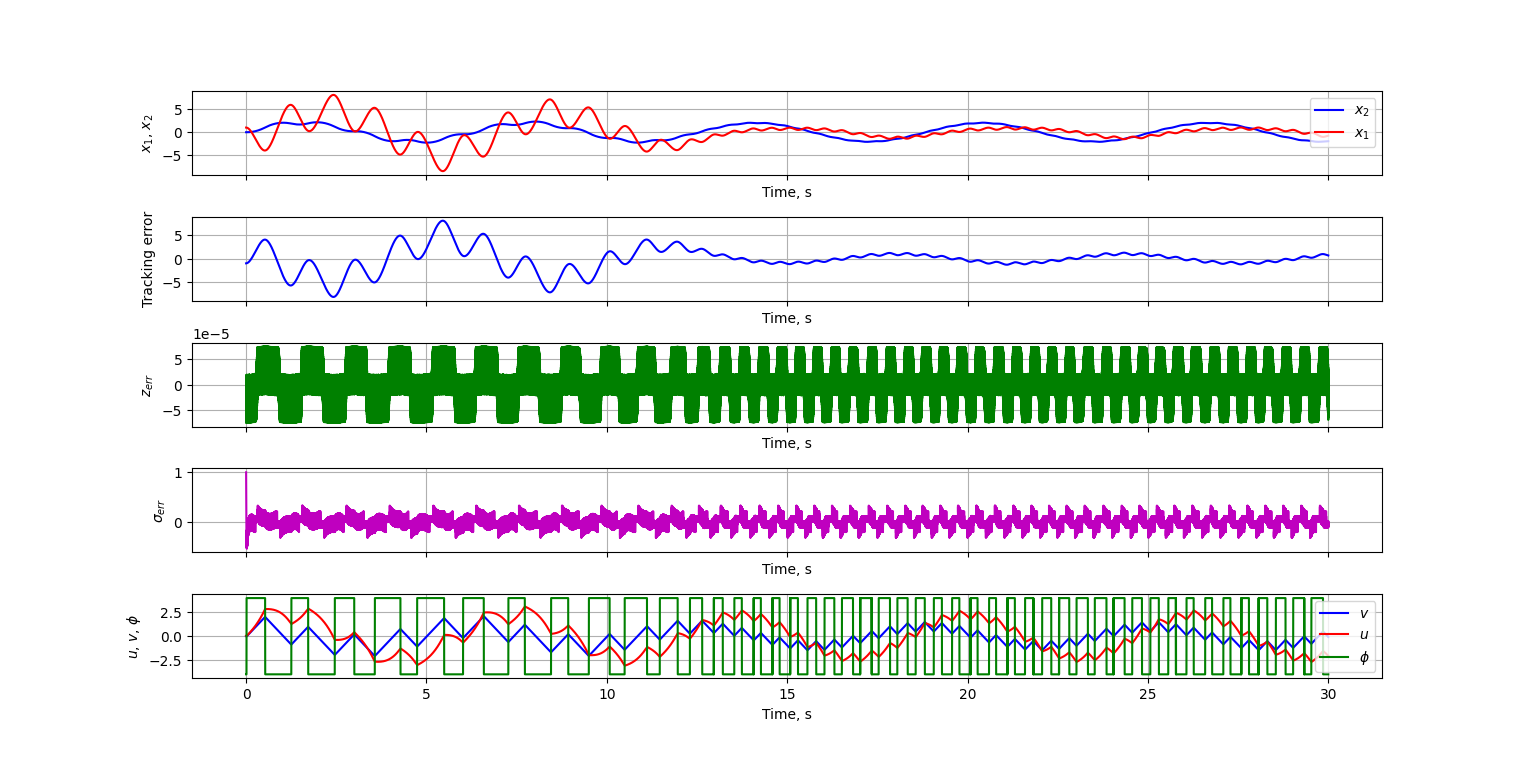 x₁, x₂
5
0
−5
x₂
x₁
Time, s
Tracking error
5
0
−5
Time, s
1e−5
z_err
5
0
−5
Time, s
σ_err
1
0
Time, s
u, v, ϕ
2.5
0.0
−2.5
v
u
ϕ
0 5 10 15 20 25 30
Time, s